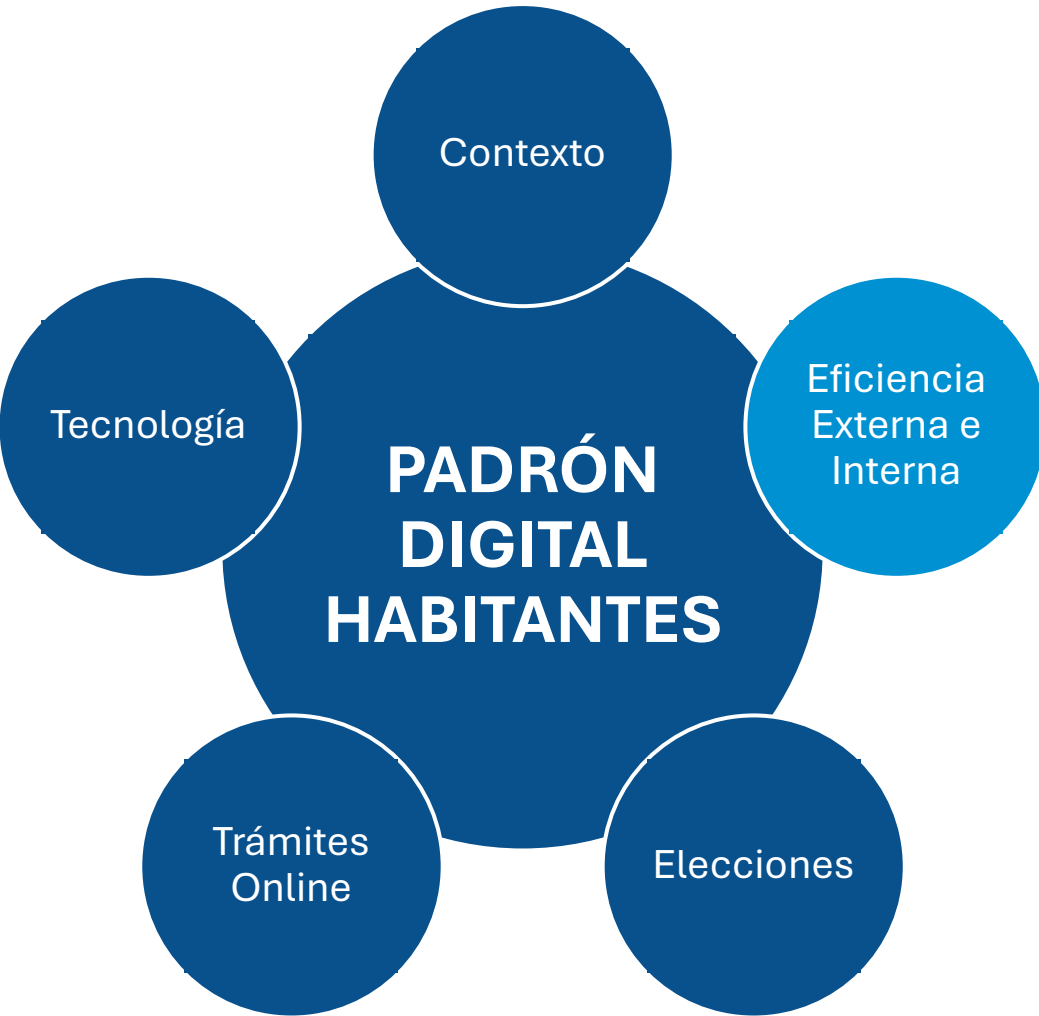 Contexto
Eficiencia
Externa e
Interna
Tecnología
PADRÓN
DIGITAL
HABITANTES
Trámites
Online
Elecciones